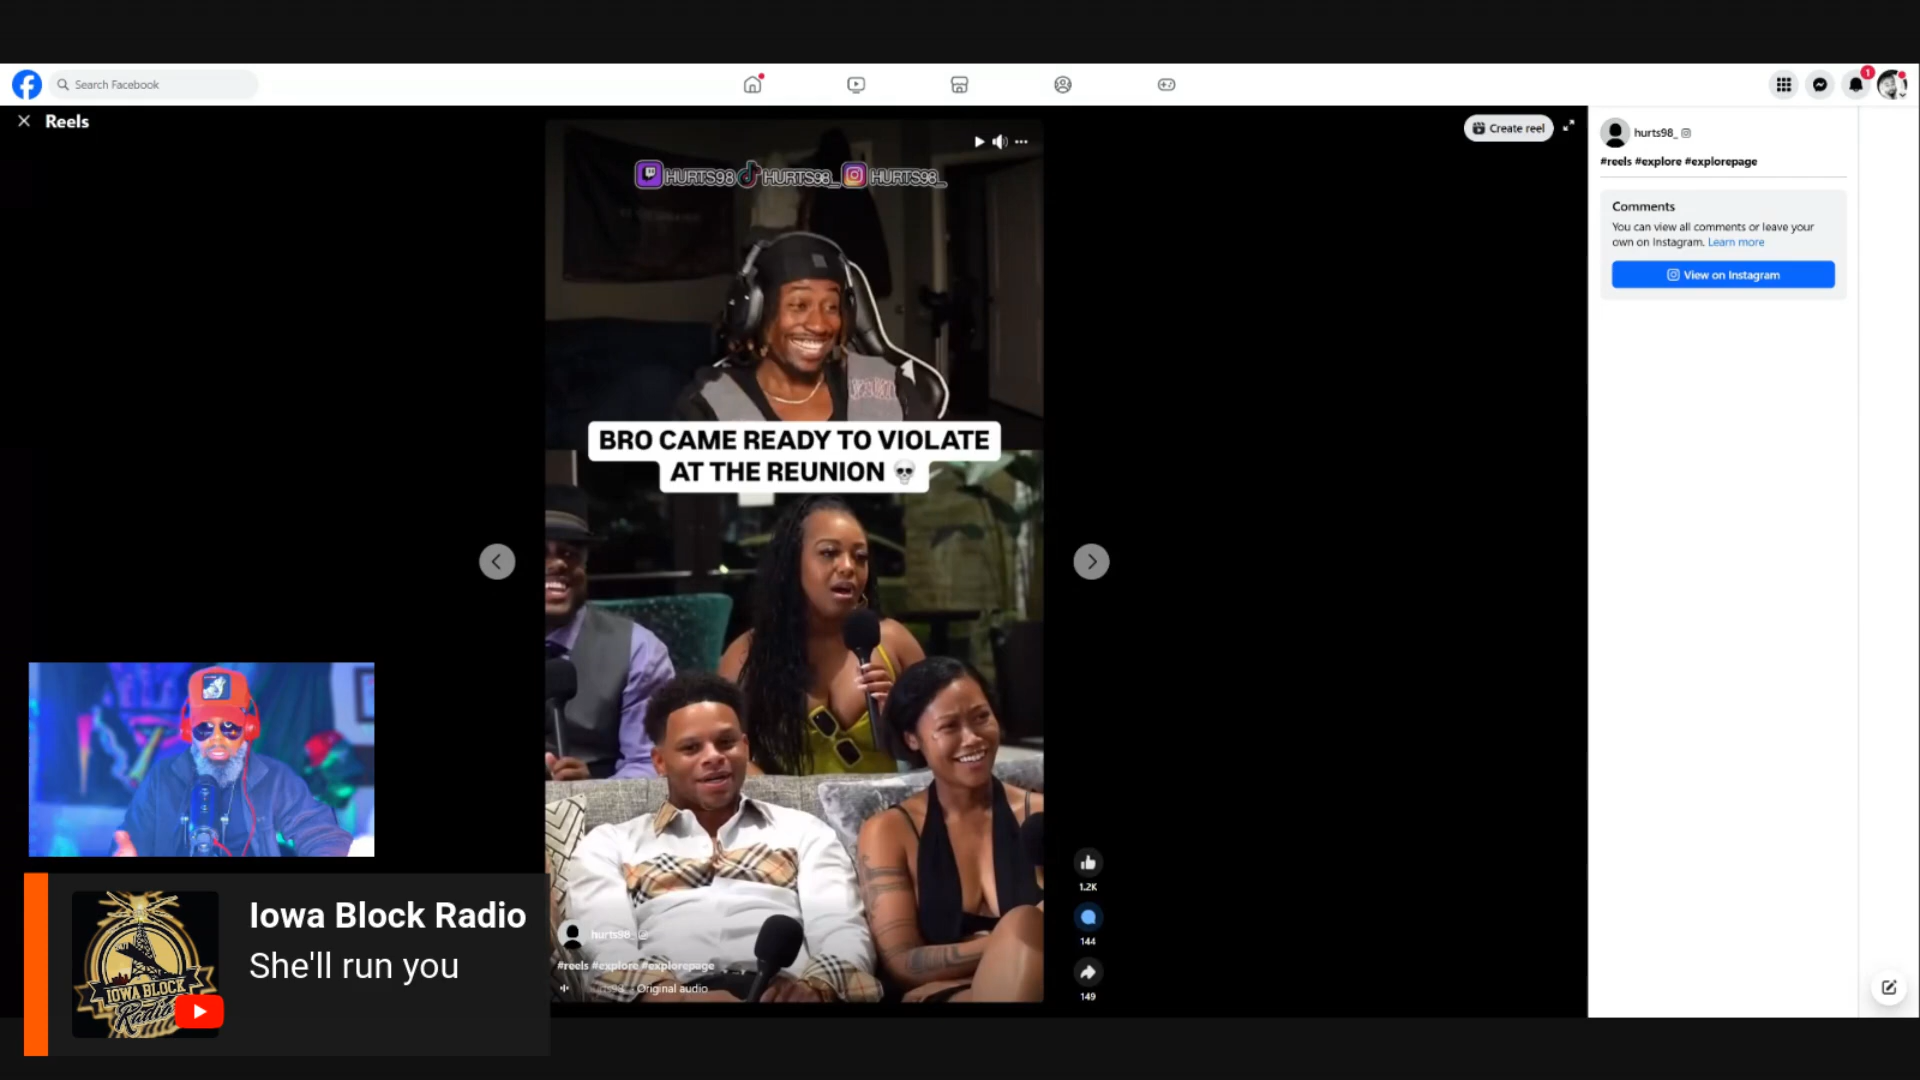 Search Facebook
1
Reels
Create reel
HURTS98 HURTS98_ HURTS98_
BRO CAME READY TO VIOLATE
AT THE REUNION 💀
hurts98_
#reels #explore #explorepage
Comments
You can view all comments or leave your
own on Instagram. Learn more
View on Instagram
1.2K
144
149
hurts98_
#reels #explore #explorepage
Original audio
IOWA BLOCK
Radio
Iowa Block Radio
She'll run you